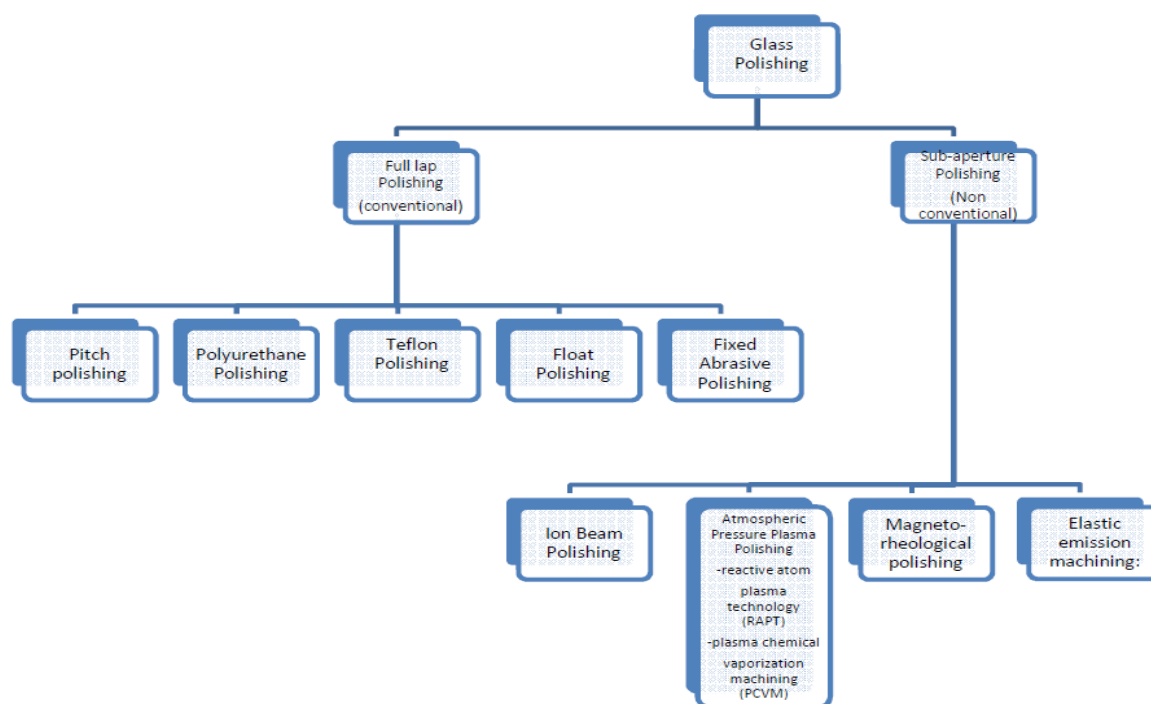 Glass
Polishing
Full lap
Polishing
(conventional)
Sub-aperture
Polishing
(Non
conventional)
Pitch
polishing
Polyurethane
Polishing
Teflon
Polishing
Float
Polishing
Fixed
Abrasive
Polishing
Ion Beam
Polishing
Atmospheric
Pressure Plasma
Polishing
-reactive atom
plasma
technology
(RAPT)
-plasma chemical
vaporization
machining
(PCVM)
Magneto-
rheological
polishing
Elastic
emission
machining: